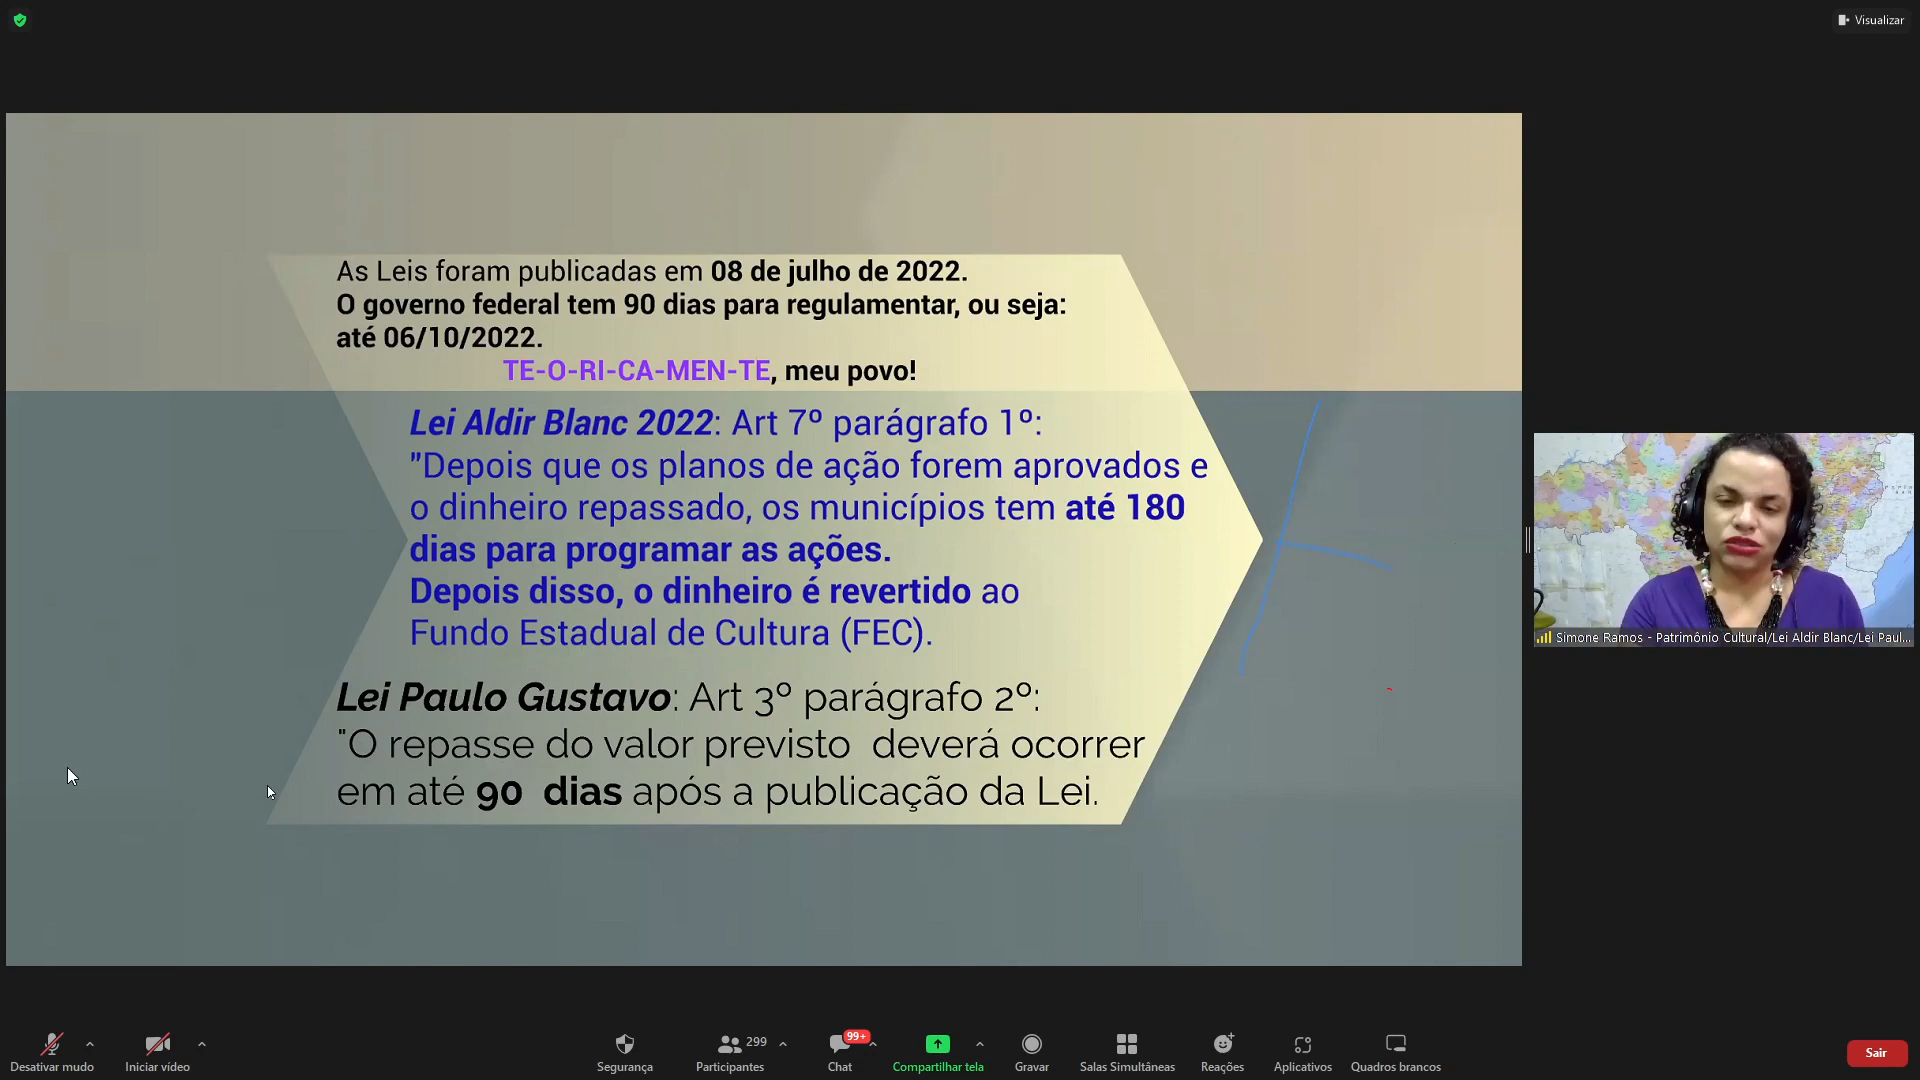 Visualizar
As Leis foram publicadas em 08 de julho de 2022.
O governo federal tem 90 dias para regulamentar, ou seja:
até 06/10/2022.
TE-O-RI-CA-MEN-TE, meu povo!
Lei Aldir Blanc 2022: Art 7º parágrafo 1º:
"Depois que os planos de ação forem aprovados e
o dinheiro repassado, os municípios tem até 180
dias para programar as ações.
Depois disso, o dinheiro é revertido ao
Fundo Estadual de Cultura (FEC).
Lei Paulo Gustavo: Art 3º parágrafo 2º:
"O repasse do valor previsto deverá ocorrer
em até 90 dias após a publicação da Lei.
Simone Ramos - Patrimônio Cultural/Lei Aldir Blanc/Lei Paul...
Desativar mudo
Iniciar vídeo
Segurança
Participantes 299
Chat 99+
Compartilhar tela
Gravar
Salas Simultâneas
Reações
Aplicativos
Quadros brancos
Sair